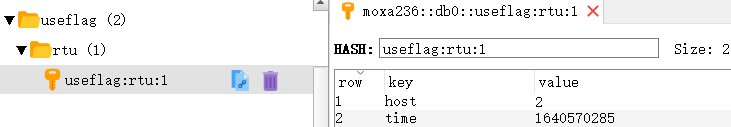 useflag (2)
rtu (1)
useflag:rtu:1
moxa236::db0::useflag:rtu:1
HASH: useflag:rtu:1 Size: 2
row key value
1 host 2
2 time 1640570285